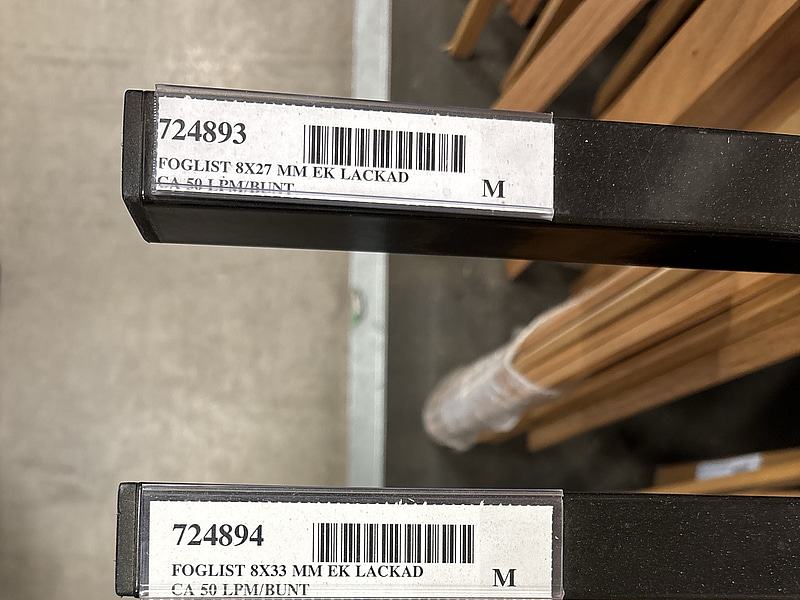 724893
FOGLIST 8X27 MM EK LACKAD
CA 50 LPM/BUNT
M
724894
FOGLIST 8X33 MM EK LACKAD
CA 50 LPM/BUNT
M